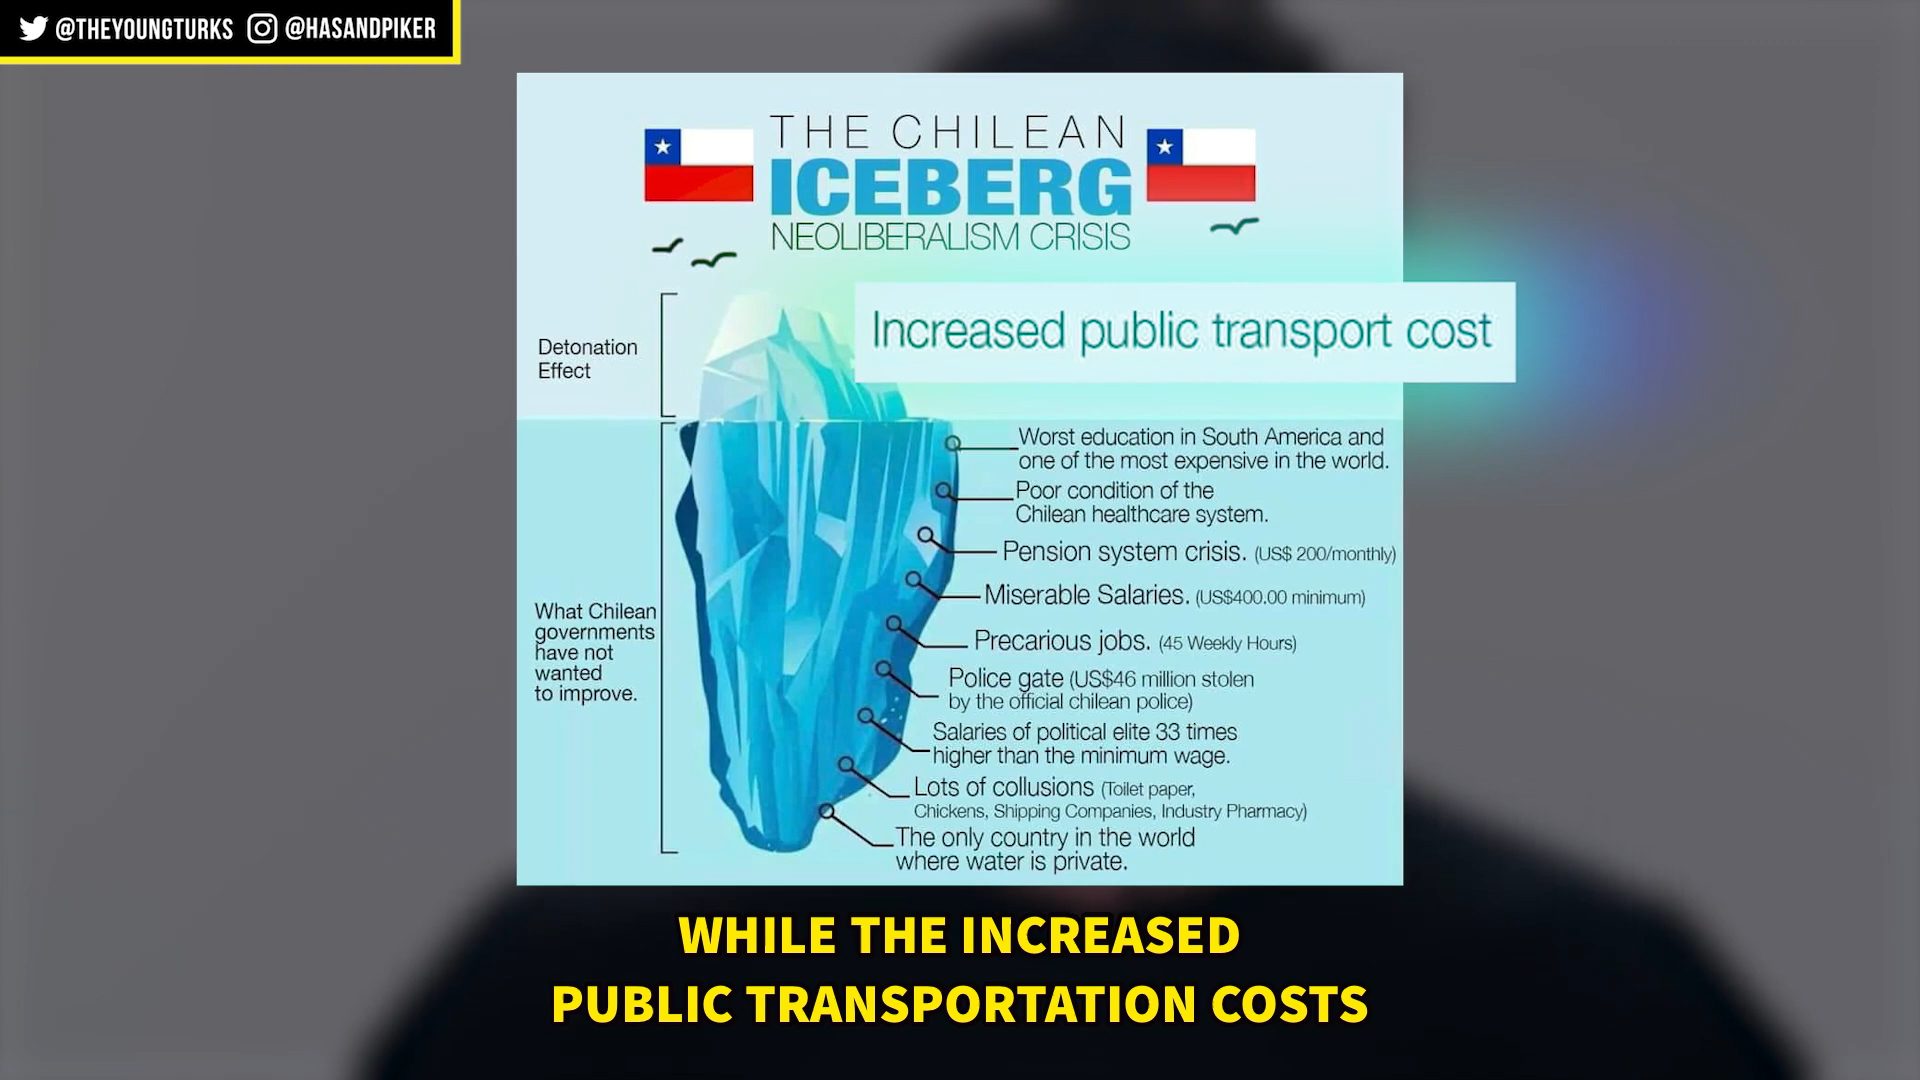 @THEYOUNGTURKS @HASANDPIKER
THE CHILEAN
ICEBERG
NEOLIBERALISM CRISIS
Increased public transport cost
Detonation
Effect
Worst education in South America and
one of the most expensive in the world.
Poor condition of the
Chilean healthcare system.
Pension system crisis. (US$ 200/monthly)
Miserable Salaries. (US$400.00 minimum)
What Chilean
governments
have not
wanted
to improve.
Precarious jobs. (45 Weekly Hours)
Police gate (US$46 million stolen
by the official chilean police)
Salaries of political elite 33 times
higher than the minimum wage.
Lots of collusions (Toilet paper,
Chickens, Shipping Companies, Industry Pharmacy)
The only country in the world
where water is private.
WHILE THE INCREASED
PUBLIC TRANSPORTATION COSTS